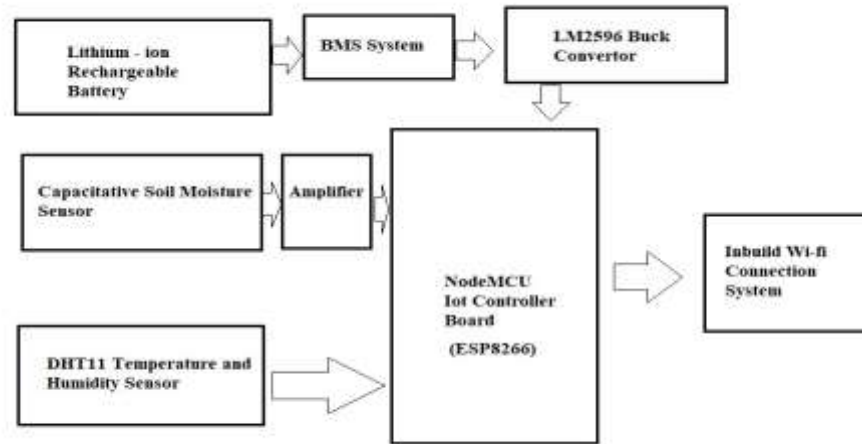 Lithium - ion
Rechargeable
Battery
BMS System
LM2596 Buck
Convertor
Capacitative Soil Moisture
Sensor
Amplifier
NodeMCU
Iot Controller
Board
(ESP8266)
Inbuild Wi-fi
Connection
System
DHT11 Temperature and
Humidity Sensor